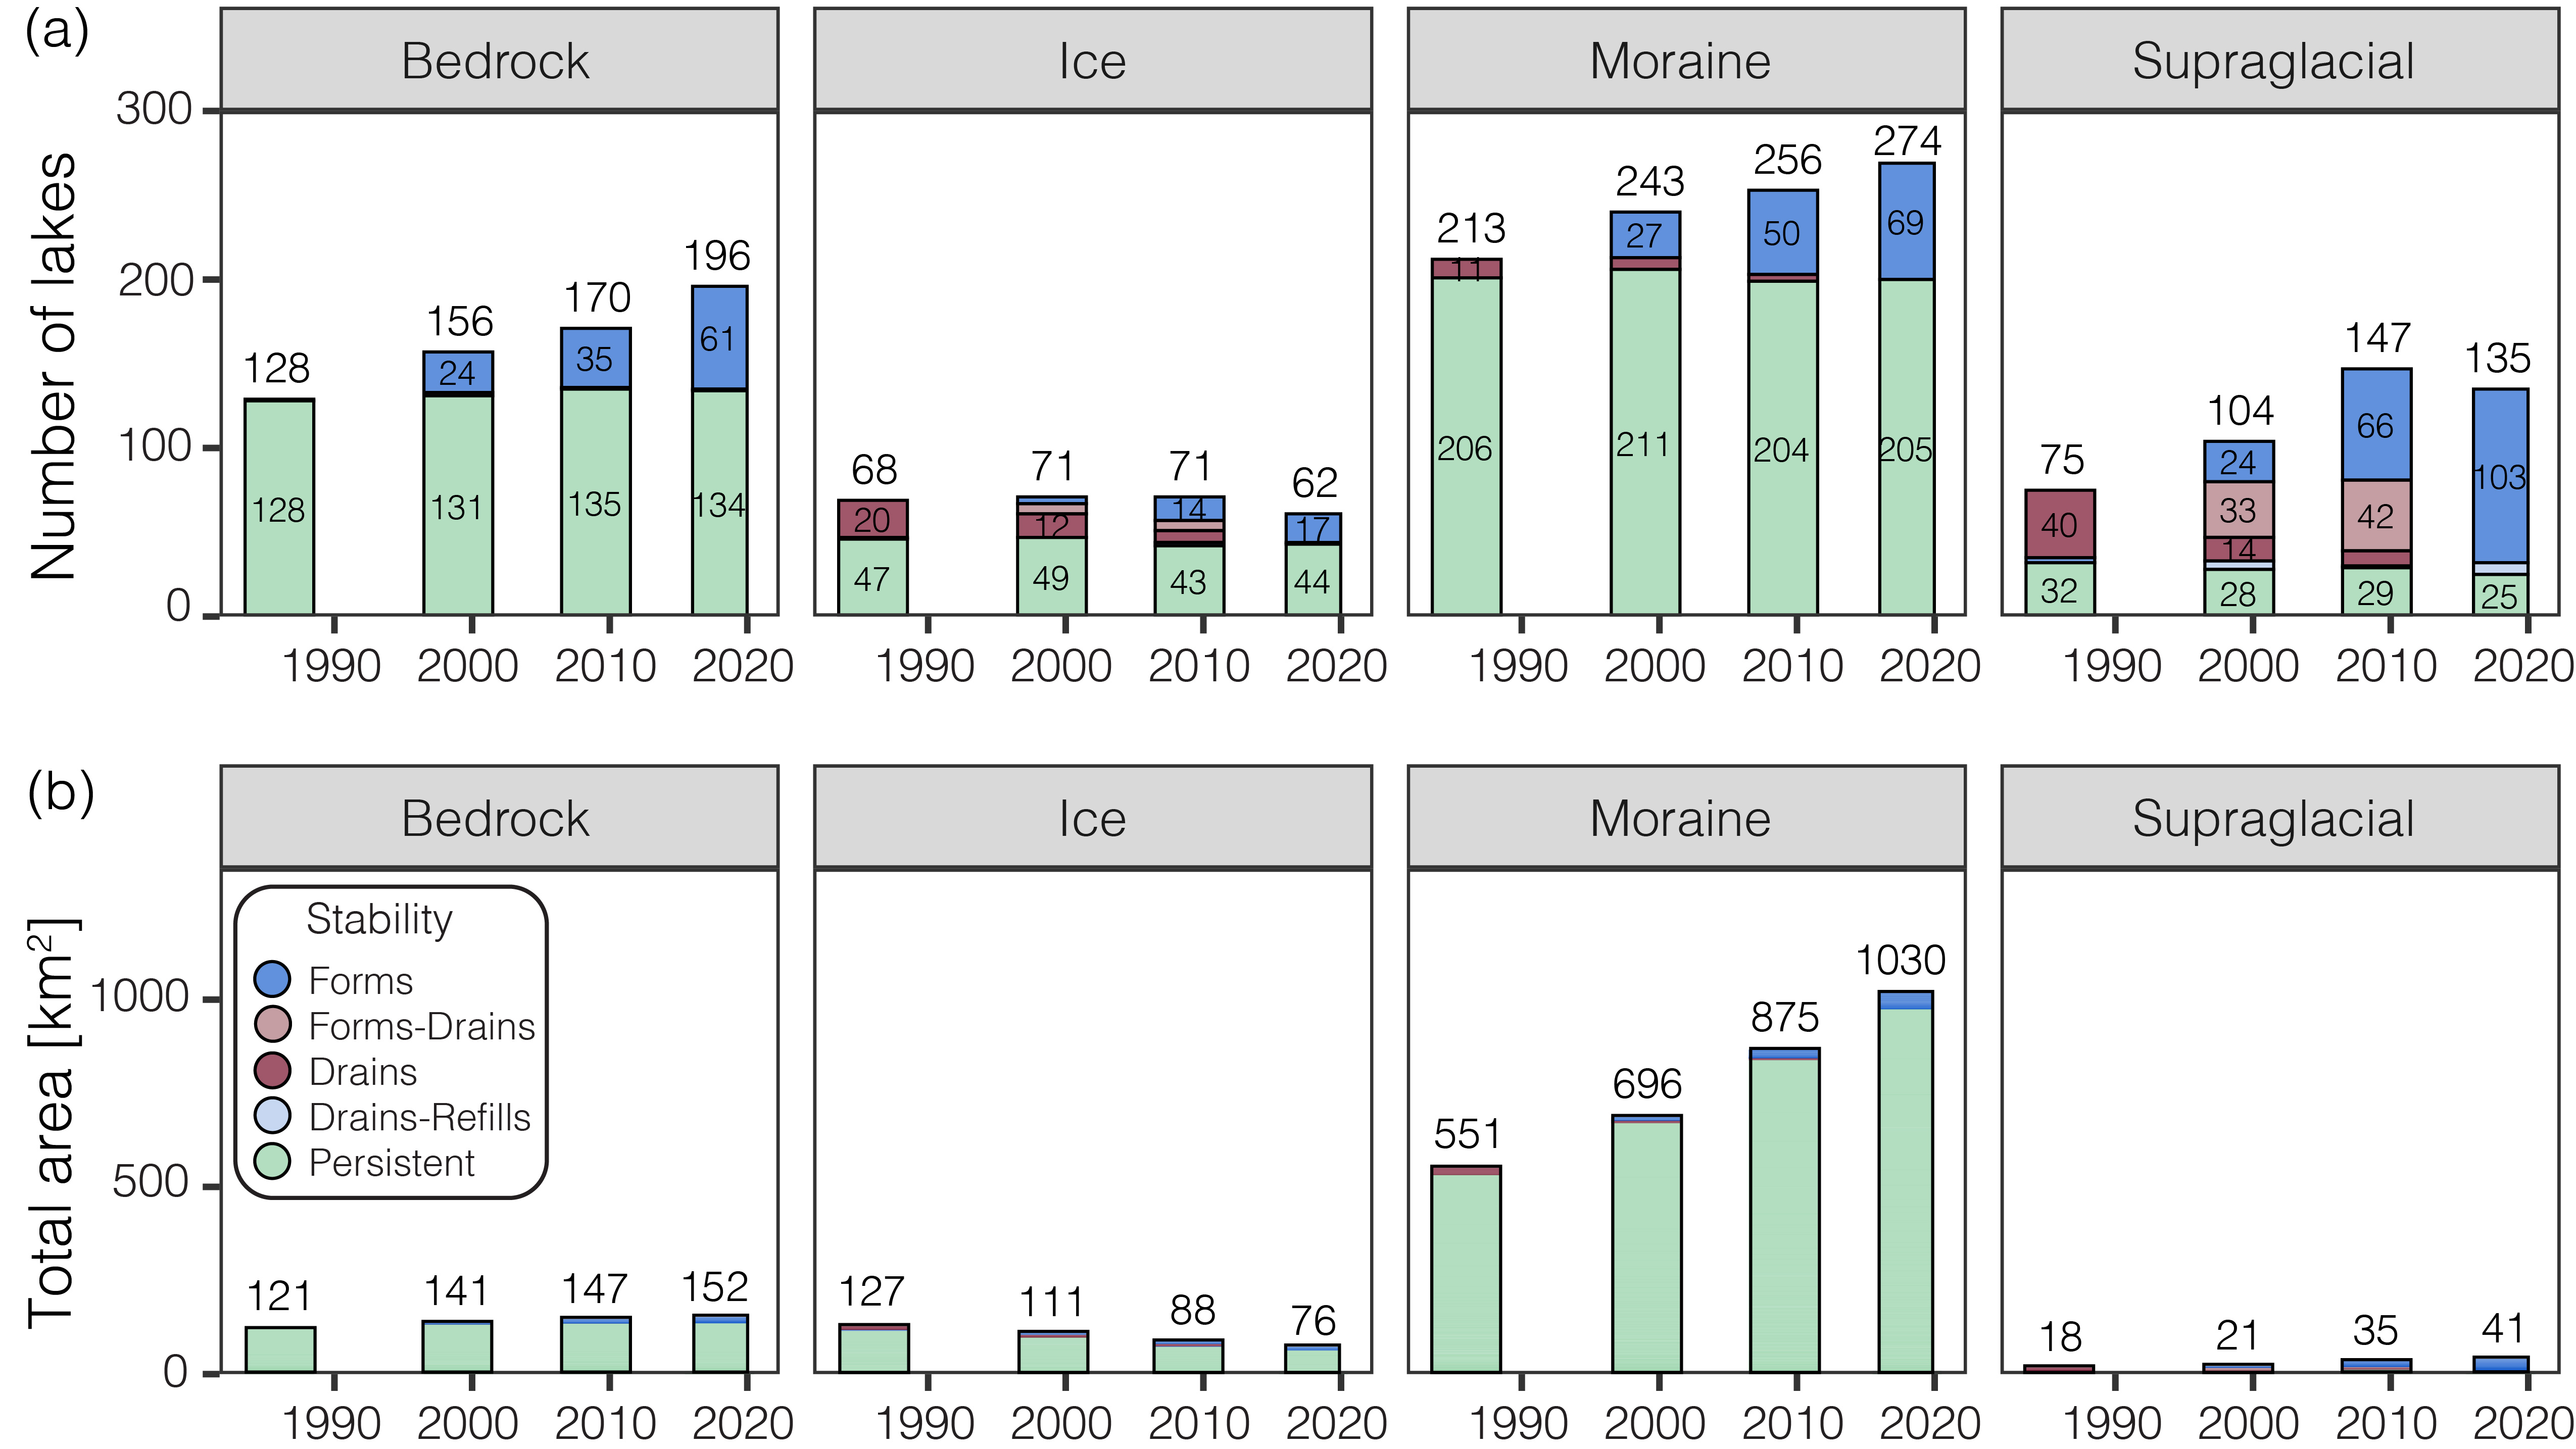 (a)
Bedrock Ice Moraine Supraglacial
Number of lakes
300
200
100
0
128 156 170 196
24 35 61
128 131 135 134
68 71 71 62
20 12 14 17
47 49 43 44
213 243 256 274
11 27 50 69
206 211 204 205
75 104 147 135
24 66 103
40 33 42
14
32 28 29 25
1990 2000 2010 2020 1990 2000 2010 2020 1990 2000 2010 2020 1990 2000 2010 2020
(b)
Bedrock Ice Moraine Supraglacial
Total area [km²]
1000
500
0
Stability
Forms
Forms-Drains
Drains
Drains-Refills
Persistent
121 141 147 152
127 111 88 76
551 696 875 1030
18 21 35 41
1990 2000 2010 2020 1990 2000 2010 2020 1990 2000 2010 2020 1990 2000 2010 2020